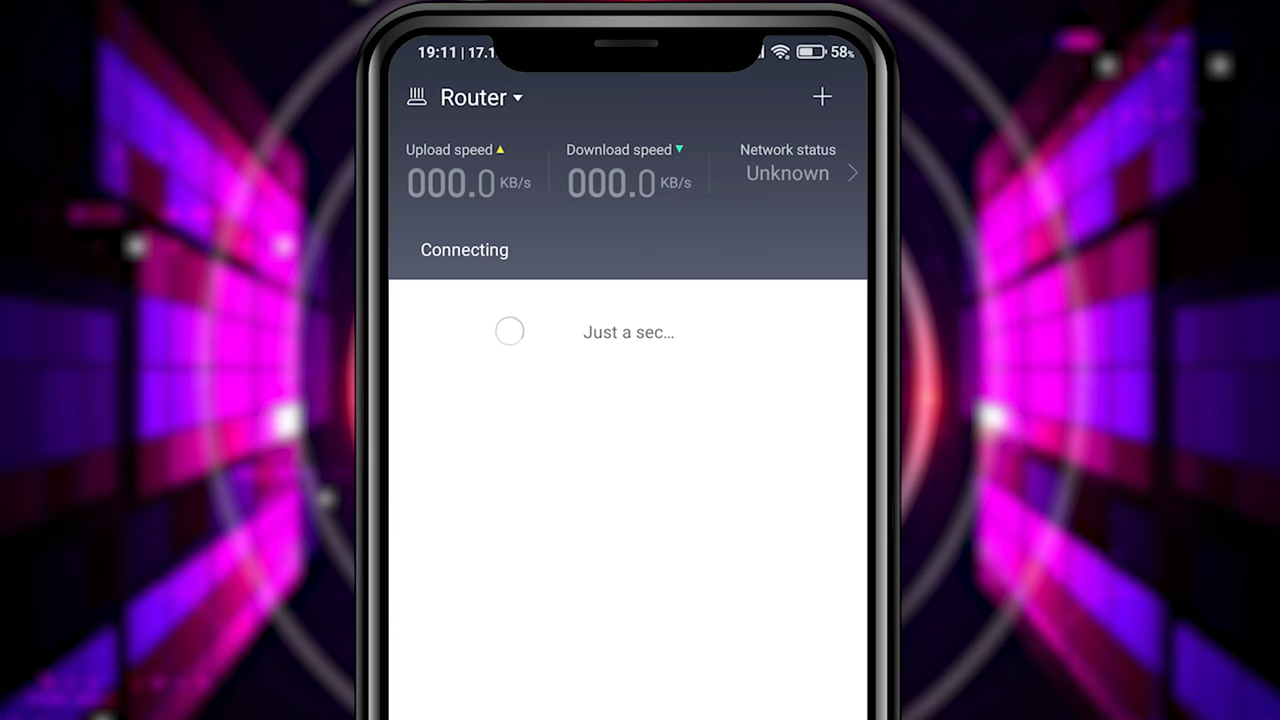 19:11 | 17.1 58%
Router
Upload speed Download speed Network status
000.0 KB/s 000.0 KB/s Unknown
Connecting
Just a sec...